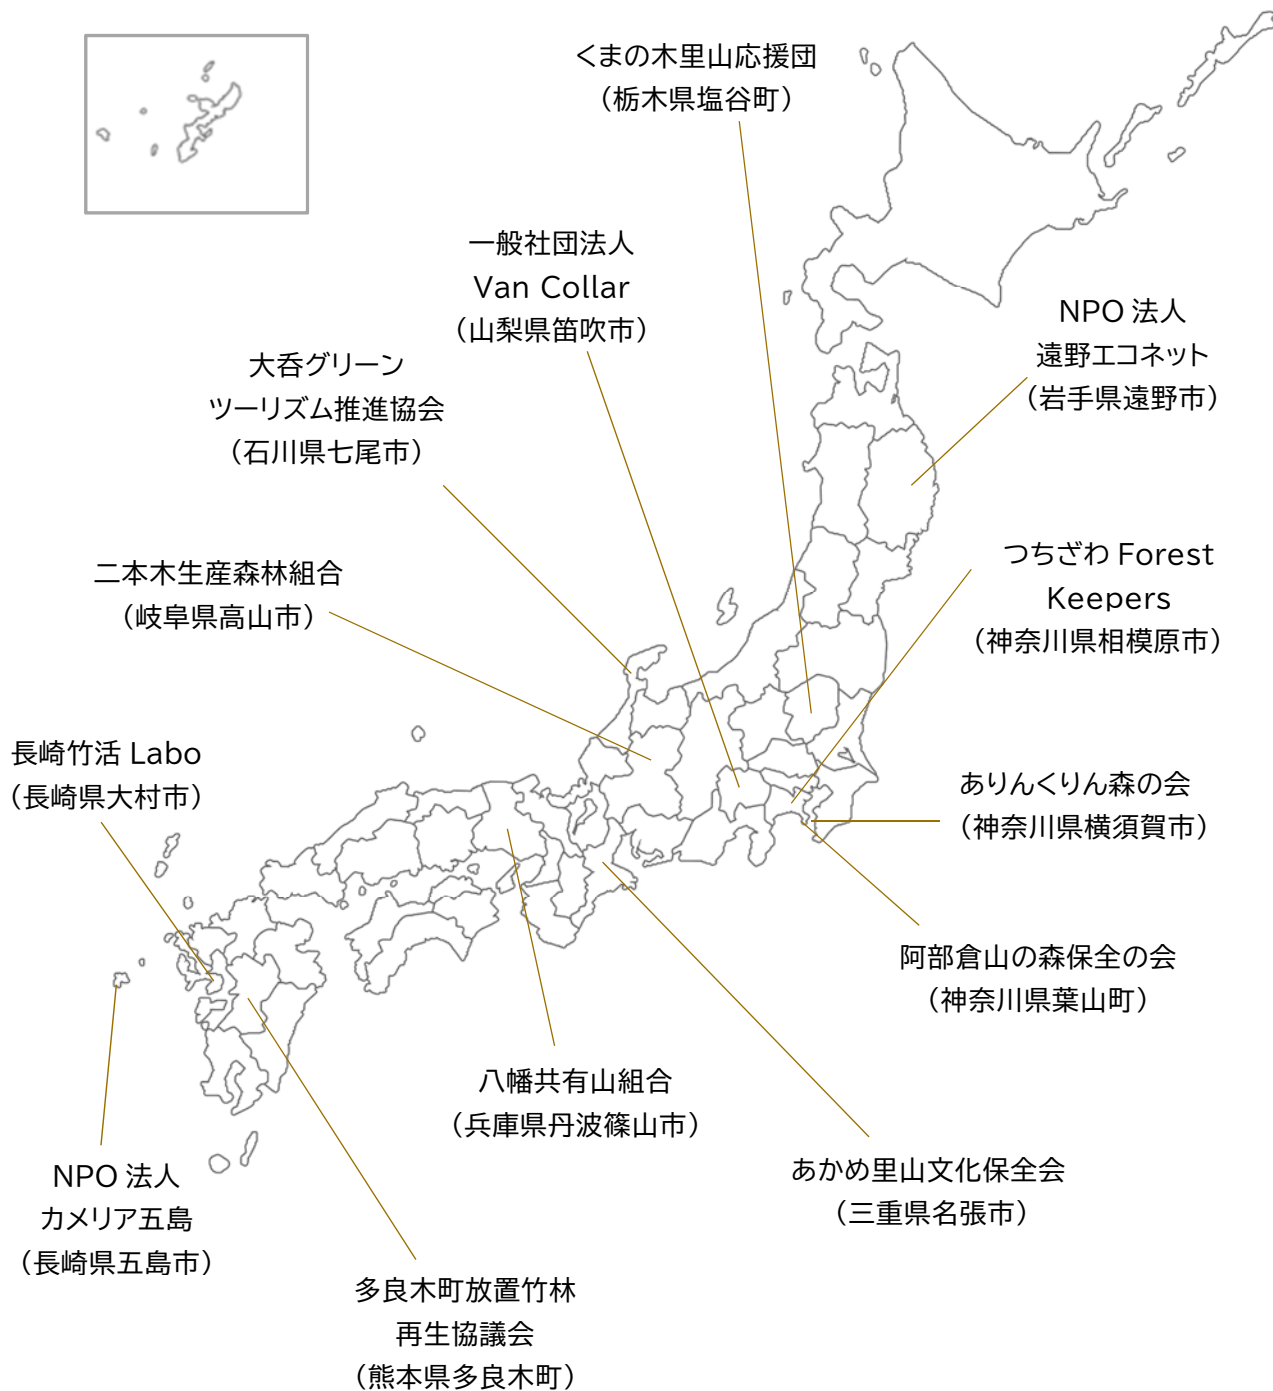 くまの木里山応援団
（栃木県塩谷町）
一般社団法人
Van Collar
（山梨県笛吹市）
NPO 法人
遠野エコネット
（岩手県遠野市）
大呑グリーン
ツーリズム推進協会
（石川県七尾市）
つちざわ Forest
Keepers
（神奈川県相模原市）
二本木生産森林組合
（岐阜県高山市）
長崎竹活 Labo
（長崎県大村市）
ありんくりん森の会
（神奈川県横須賀市）
阿部倉山の森保全の会
（神奈川県葉山町）
八幡共有山組合
（兵庫県丹波篠山市）
あかめ里山文化保全会
（三重県名張市）
NPO 法人
カメリア五島
（長崎県五島市）
多良木町放置竹林
再生協議会
（熊本県多良木町）